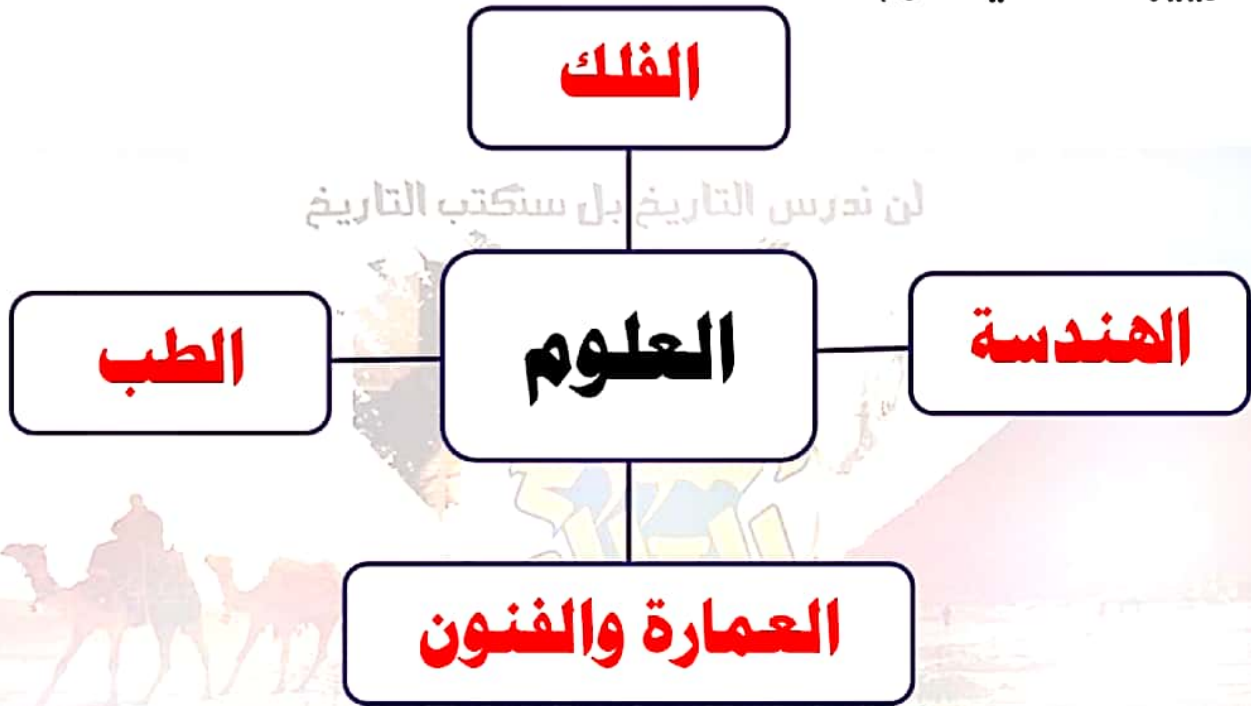 الفلك
لن ندرس التاريخ بل سنكتب التاريخ
الهندسة
العلوم
الطب
العمارة والفنون